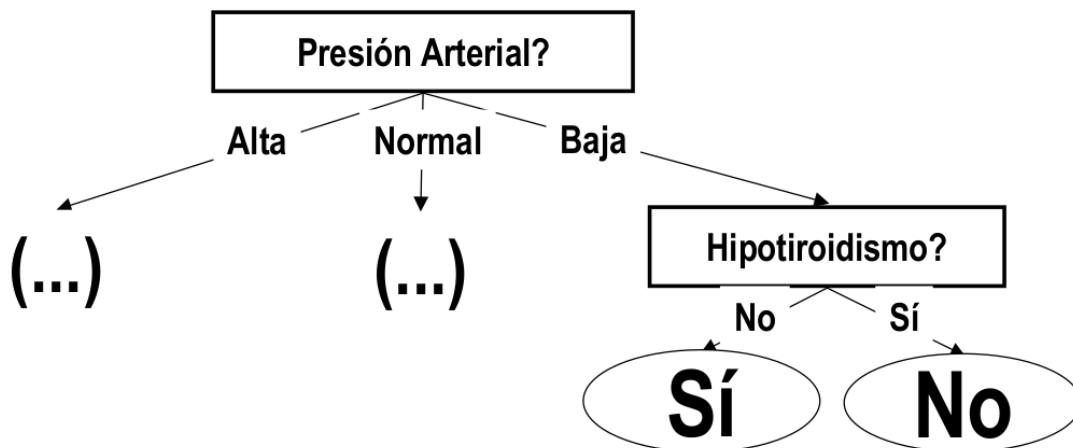 Presión Arterial?
Alta Normal Baja
(...) (...)
Hipotiroidismo?
No Sí
Sí No